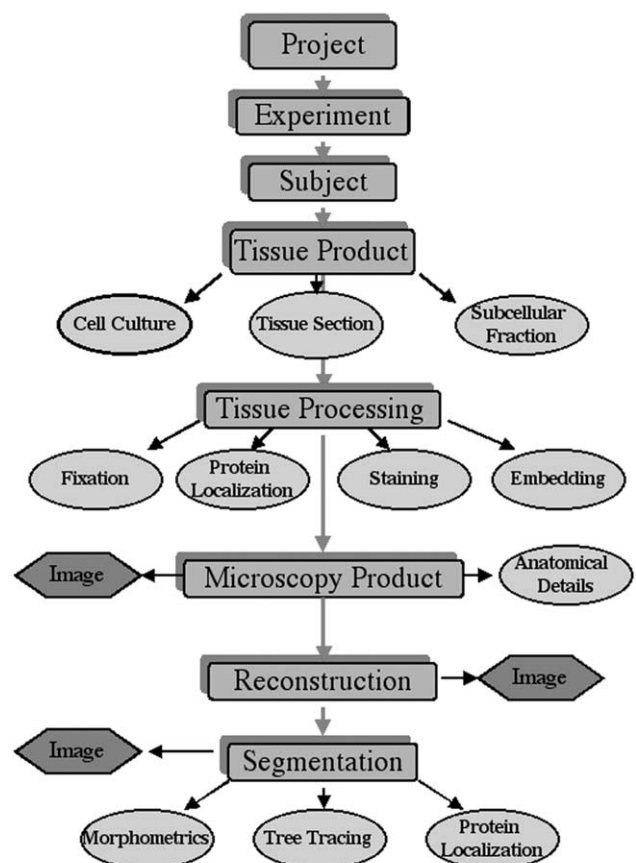 Project
Experiment
Subject
Tissue Product
Cell Culture
Tissue Section
Subcellular
Fraction
Tissue Processing
Fixation
Protein
Localization
Staining
Embedding
Image
Microscopy Product
Anatomical
Details
Reconstruction
Image
Image
Segmentation
Morphometrics
Tree Tracing
Protein
Localization